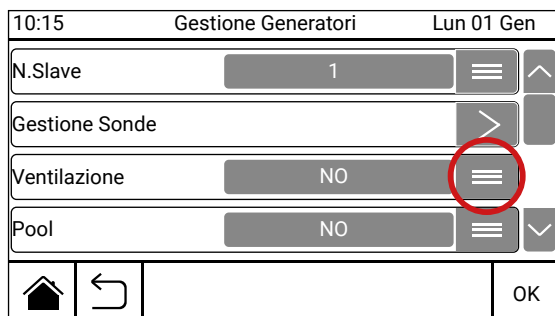 10:15 Gestione Generatori Lun 01 Gen
N.Slave 1
Gestione Sonde
Ventilazione NO
Pool NO
OK